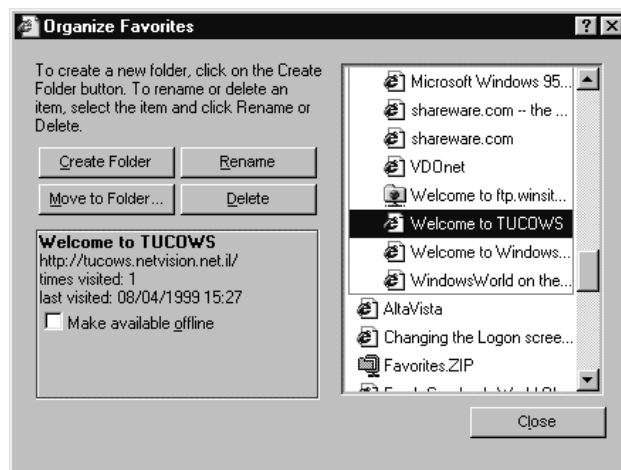 Organize Favorites
To create a new folder, click on the Create
Folder button. To rename or delete an
item, select the item and click Rename or
Delete.
Create Folder
Rename
Move to Folder...
Delete
Welcome to TUCOWS
http://tucows.netvision.net.il/
times visited: 1
last visited: 08/04/1999 15:27
Make available offline
Microsoft Windows 95...
shareware.com -- the ...
shareware.com
VDOnet
Welcome to ftp.winsit...
Welcome to TUCOWS
Welcome to Windows...
WindowsWorld on the...
AltaVista
Changing the Logon scree...
Favorites.ZIP
Close